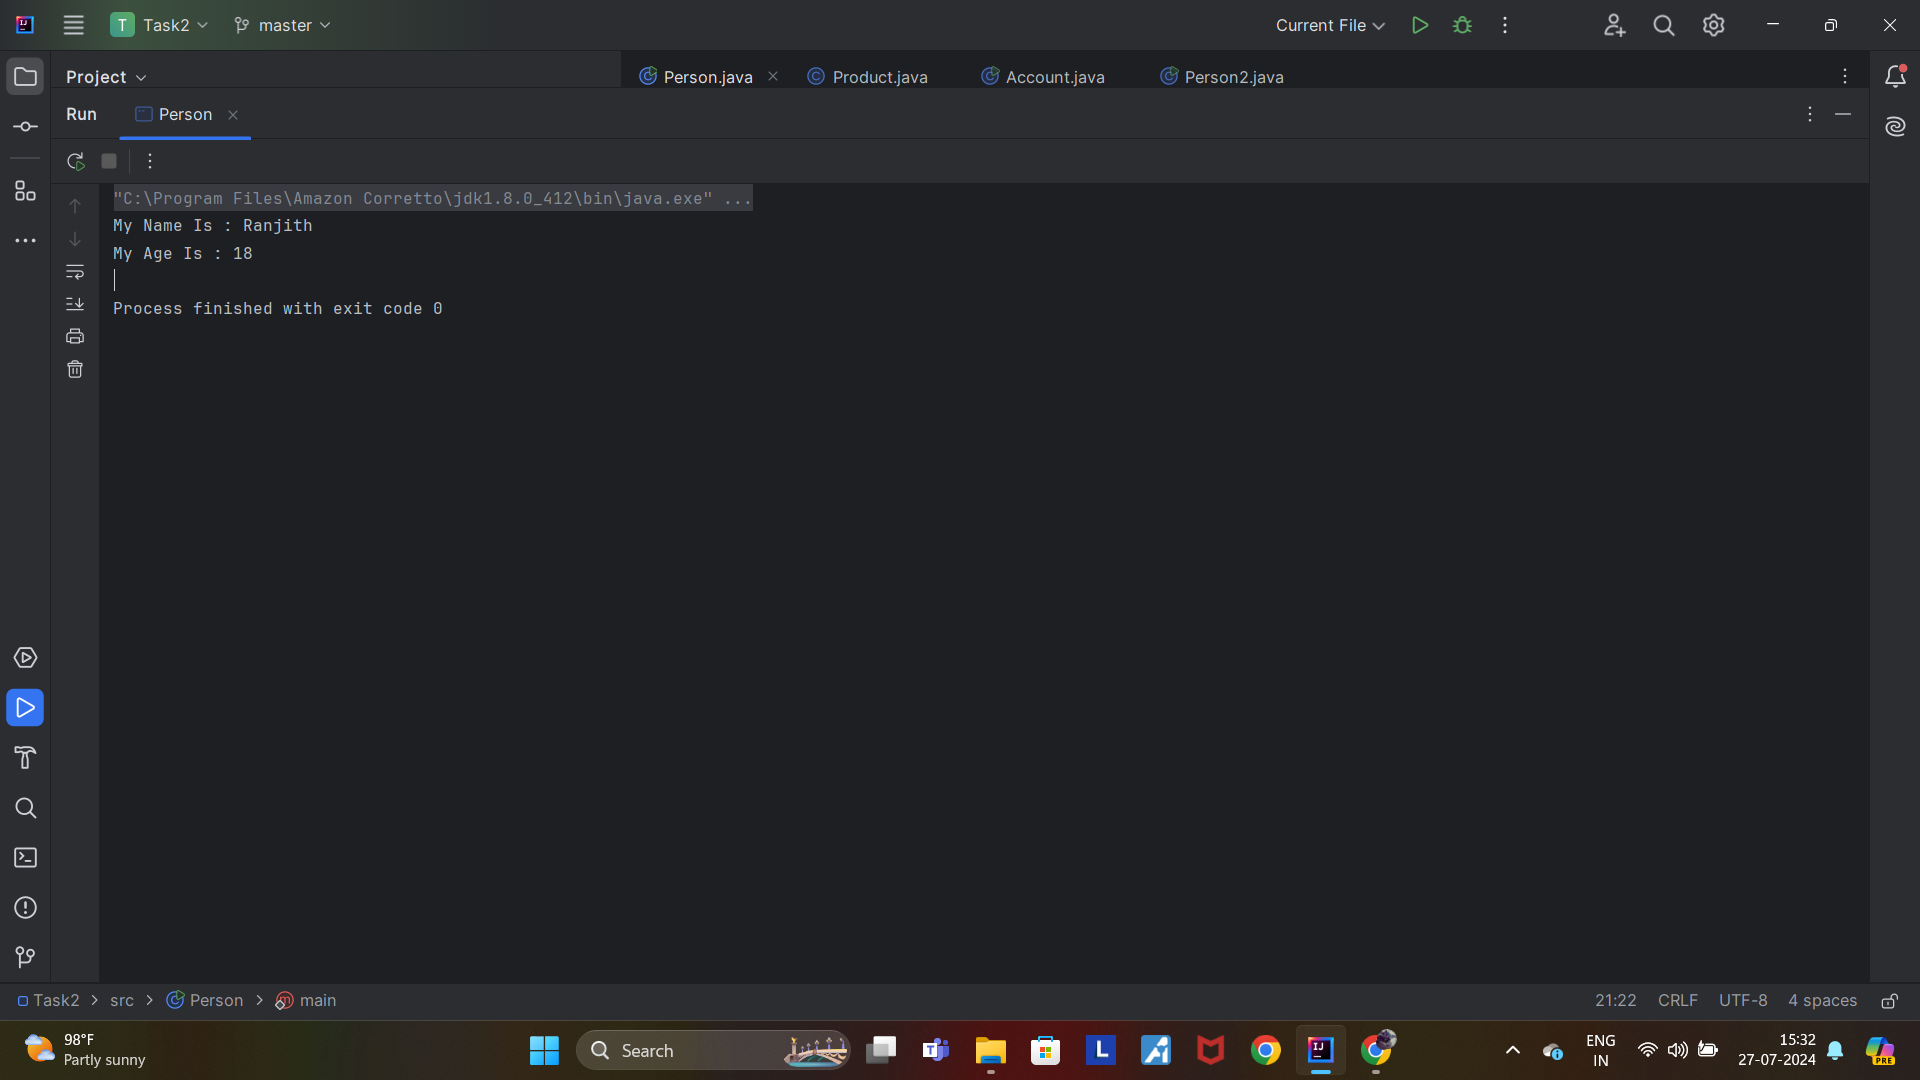 Task2 master Current File
Project Person.java Product.java Account.java Person2.java
Run Person
"C:\Program Files\Amazon Corretto\jdk1.8.0_412\bin\java.exe" ...
My Name Is : Ranjith
My Age Is : 18
Process finished with exit code 0
Task2 > src > Person > main 21:22 CRLF UTF-8 4 spaces
98°F
Partly sunny
Search
ENG
IN
15:32
27-07-2024
PRE